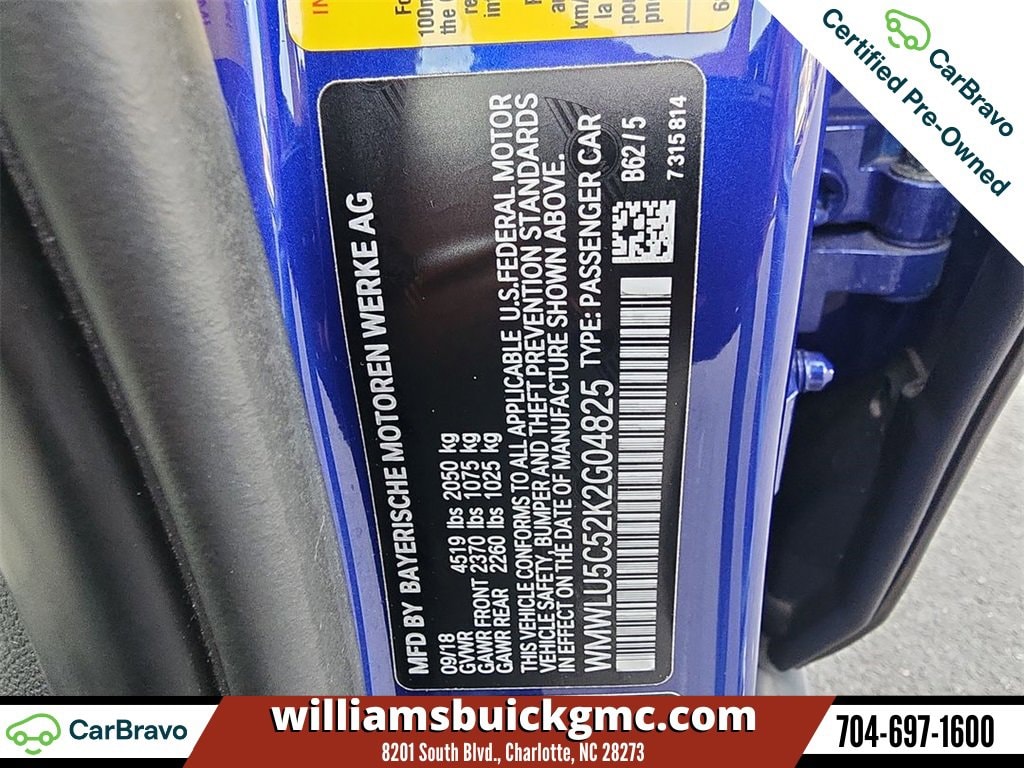 Certified Pre-Owned
CarBravo
MFD BY BAYERISCHE MOTOREN WERKE AG
09/18
GVWR 4519 lbs 2050 kg
GAWR FRONT 2370 lbs 1075 kg
GAWR REAR 2260 lbs 1025 kg
THIS VEHICLE CONFORMS TO ALL APPLICABLE U.S.FEDERAL MOTOR
VEHICLE SAFETY, BUMPER AND THEFT PREVENTION STANDARDS
IN EFFECT ON THE DATE OF MANUFACTURE SHOWN ABOVE.
WMWLU5C52K2G04825 TYPE: PASSENGER CAR
B62 / 5
7 315 814
CarBravo
williamsbuickgmc.com
8201 South Blvd., Charlotte, NC 28273
704-697-1600